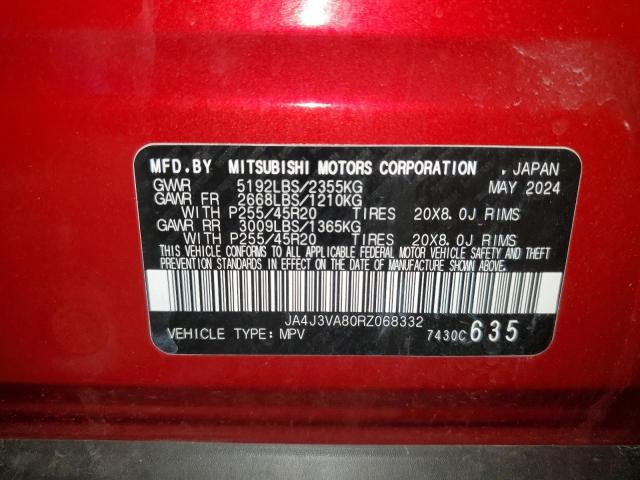 MFD.BY MITSUBISHI MOTORS CORPORATION . JAPAN
GVWR 5192LBS/2355KG MAY 2024
GAWR FR 2668LBS/1210KG
WITH P255/45R20 TIRES 20X8.0J RIMS
GAWR RR 3009LBS/1365KG
WITH P255/45R20 TIRES 20X8.0J RIMS
THIS VEHICLE CONFORMS TO ALL APPLICABLE FEDERAL MOTOR VEHICLE SAFETY AND THEFT
PREVENTION STANDARDS IN EFFECT ON THE DATE OF MANUFACTURE SHOWN ABOVE.
JA4J3VA80RZ068332
VEHICLE TYPE:MPV 7430C635